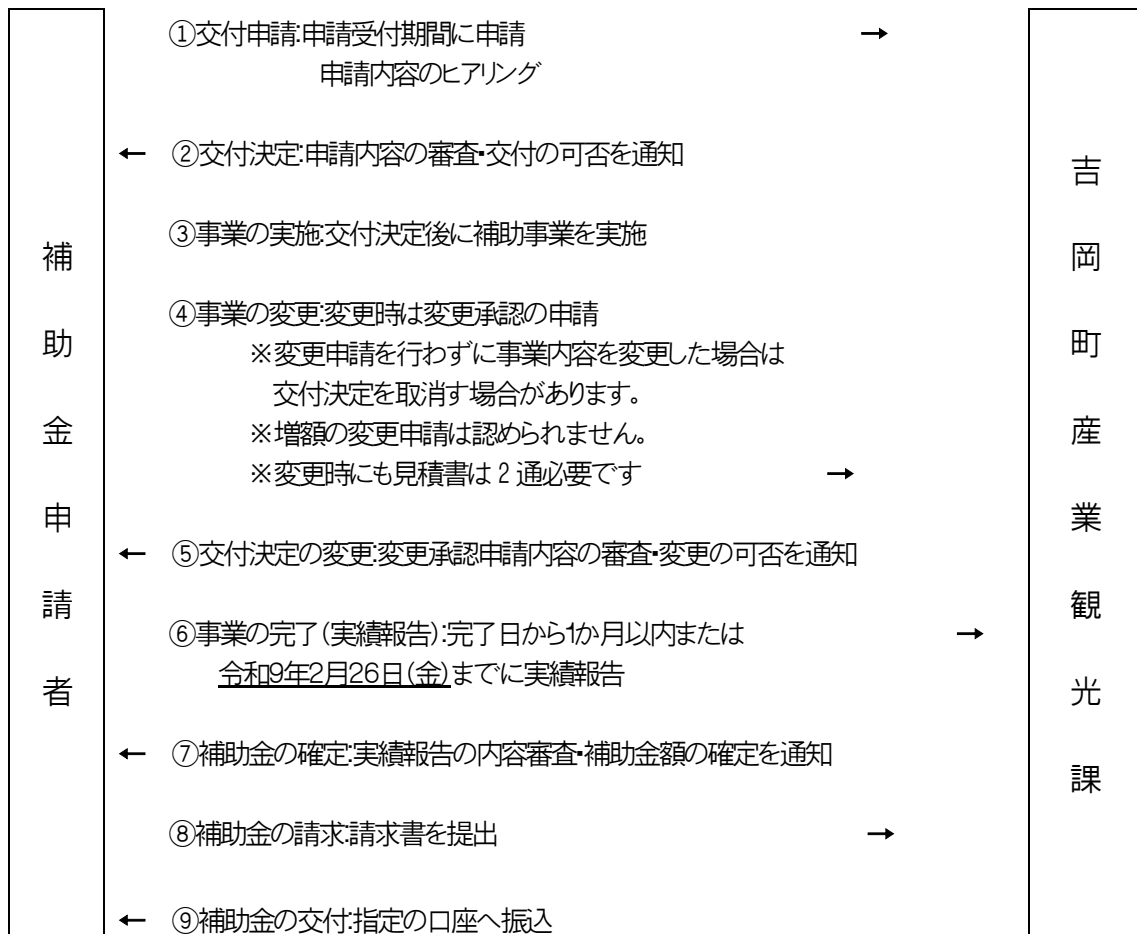 補助金申請者
①交付申請:申請受付期間に申請 →
申請内容のヒアリング
← ②交付決定:申請内容の審査・交付の可否を通知
③事業の実施:交付決定後に補助事業を実施
④事業の変更:変更時は変更承認の申請
※変更申請を行わずに事業内容を変更した場合は
交付決定を取消す場合があります。
※増額の変更申請は認められません。
※変更時にも見積書は2通必要です →
← ⑤交付決定の変更:変更承認申請内容の審査・変更の可否を通知
⑥事業の完了(実績報告):完了日から1か月以内または →
令和9年2月26日(金)までに実績報告
← ⑦補助金の確定:実績報告の内容審査・補助金額の確定を通知
⑧補助金の請求:請求書を提出 →
← ⑨補助金の交付:指定の口座へ振込
吉岡町産業観光課